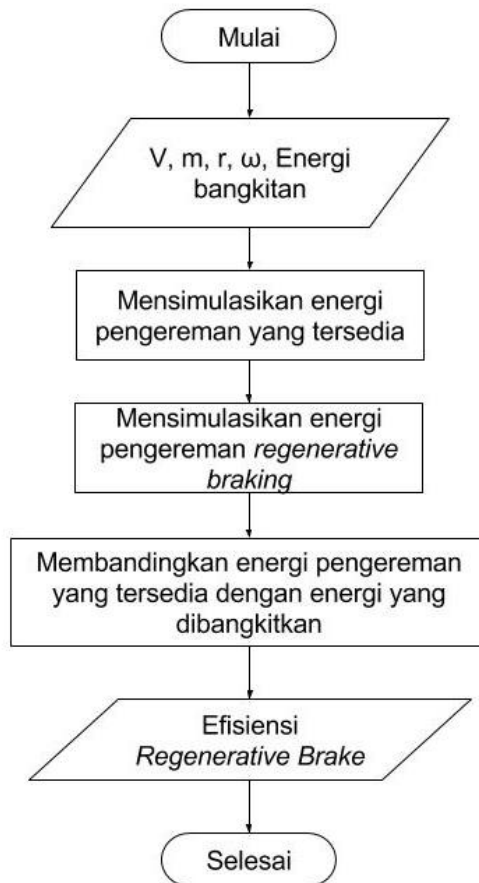 Mulai
V, m, r, ω, Energi
bangkitan
Mensimulasikan energi
pengereman yang tersedia
Mensimulasikan energi
pengereman regenerative
braking
Membandingkan energi pengereman
yang tersedia dengan energi yang
dibangkitkan
Efisiensi
Regenerative Brake
Selesai